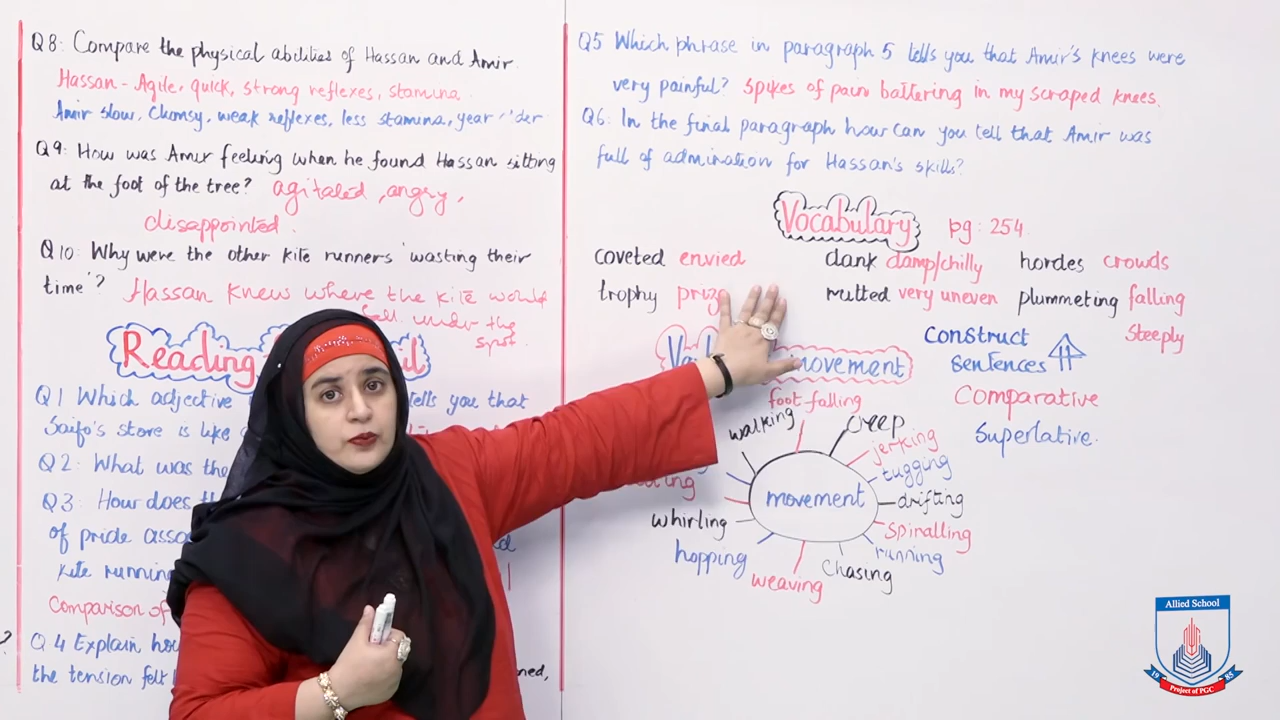 Q8: Compare the physical abilities of Hassan and Amir.
Hassan - Agile, quick, strong reflexes, stamina.
Amir slow, Clumsy, weak reflexes, less stamina, year
Q9: How was Amir feeling when he found Hassan sitting
at the foot of the tree? agitated, angry,
disappointed.
Q10: Why were the other kite runners 'wasting their
time'? Hassan knew where the kite would
under the
spot.
Reading
Q1 Which adjective tells you that
Saifo's store is like
Q2: What was the
Q3: How does th
of pride asso
kite running
Comparison of
Q4 Explain how
the tension felt
Q5 Which phrase in paragraph 5 tells you that Amir's knees were
very painful? Spikes of pain battering in my scraped knees.
Q6: In the final paragraph how can you tell that Amir was
full of admination for Hassan's skills?
Vocabulary pg: 254
coveted envied dank damp/chilly hordes crowds
trophy prize rutted very uneven plummeting falling
steeply
movement
Construct
sentences
Comparative
Superlative.
foot-falling
walking
creep
jerking
tugging
movement
drifting
whirling
spiralling
hopping
running
weaving
chasing
Allied School
19 85
Project of PGC